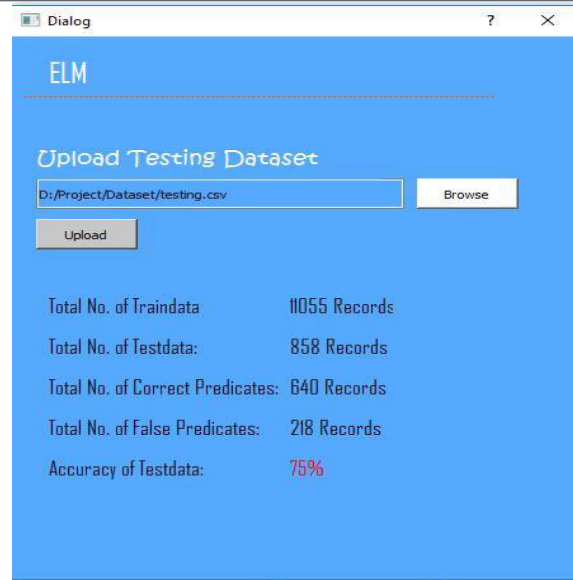 Dialog ? ×
ELM
Upload Testing Dataset
D:/Project/Dataset/testing.csv Browse
Upload
Total No. of Traindata 11055 Records
Total No. of Testdata: 858 Records
Total No. of Correct Predicates: 640 Records
Total No. of False Predicates: 218 Records
Accuracy of Testdata: 75%